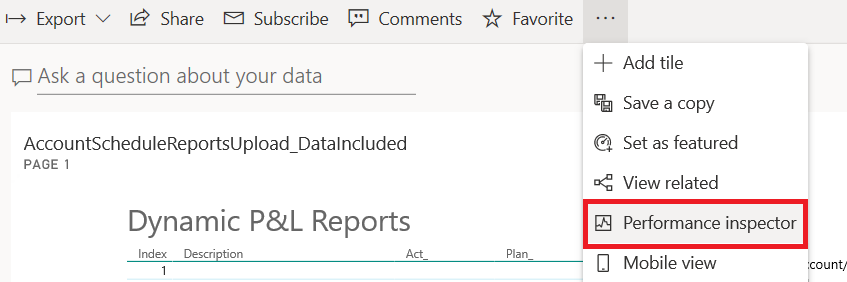 Export Share Subscribe Comments Favorite ...
Add tile
Ask a question about your data
Save a copy
AccountScheduleReportsUpload_DataIncluded
Set as featured
PAGE 1
View related
Dynamic P&L Reports
Performance inspector
Index Description Act_ Plan_
count/
1
Mobile view